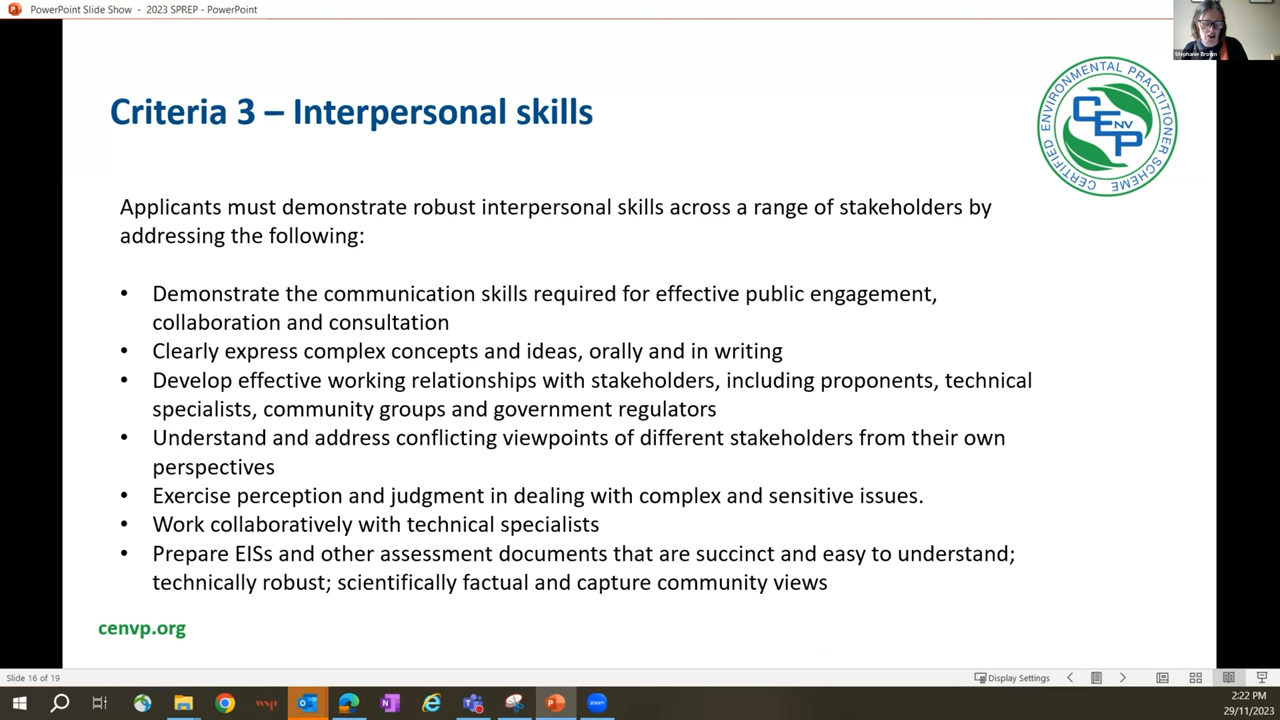 PowerPoint Slide Show - 2023 SPREP - PowerPoint
Stephanie Brown
Criteria 3 – Interpersonal skills
CERTIFIED ENVIRONMENTAL PRACTITIONER SCHEME
CENVP
Applicants must demonstrate robust interpersonal skills across a range of stakeholders by
addressing the following:
• Demonstrate the communication skills required for effective public engagement,
collaboration and consultation
• Clearly express complex concepts and ideas, orally and in writing
• Develop effective working relationships with stakeholders, including proponents, technical
specialists, community groups and government regulators
• Understand and address conflicting viewpoints of different stakeholders from their own
perspectives
• Exercise perception and judgment in dealing with complex and sensitive issues.
• Work collaboratively with technical specialists
• Prepare EISs and other assessment documents that are succinct and easy to understand;
technically robust; scientifically factual and capture community views
cenvp.org
Slide 16 of 19
Display Settings
wsp
zoom
2:22 PM
29/11/2023